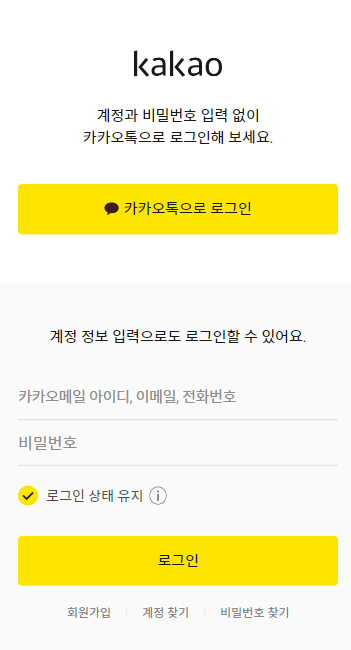 kakao
계정과 비밀번호 입력 없이
카카오톡으로 로그인해 보세요.
카카오톡으로 로그인
계정 정보 입력으로도 로그인할 수 있어요.
카카오메일 아이디, 이메일, 전화번호
비밀번호
로그인 상태 유지
로그인
회원가입 | 계정 찾기 | 비밀번호 찾기